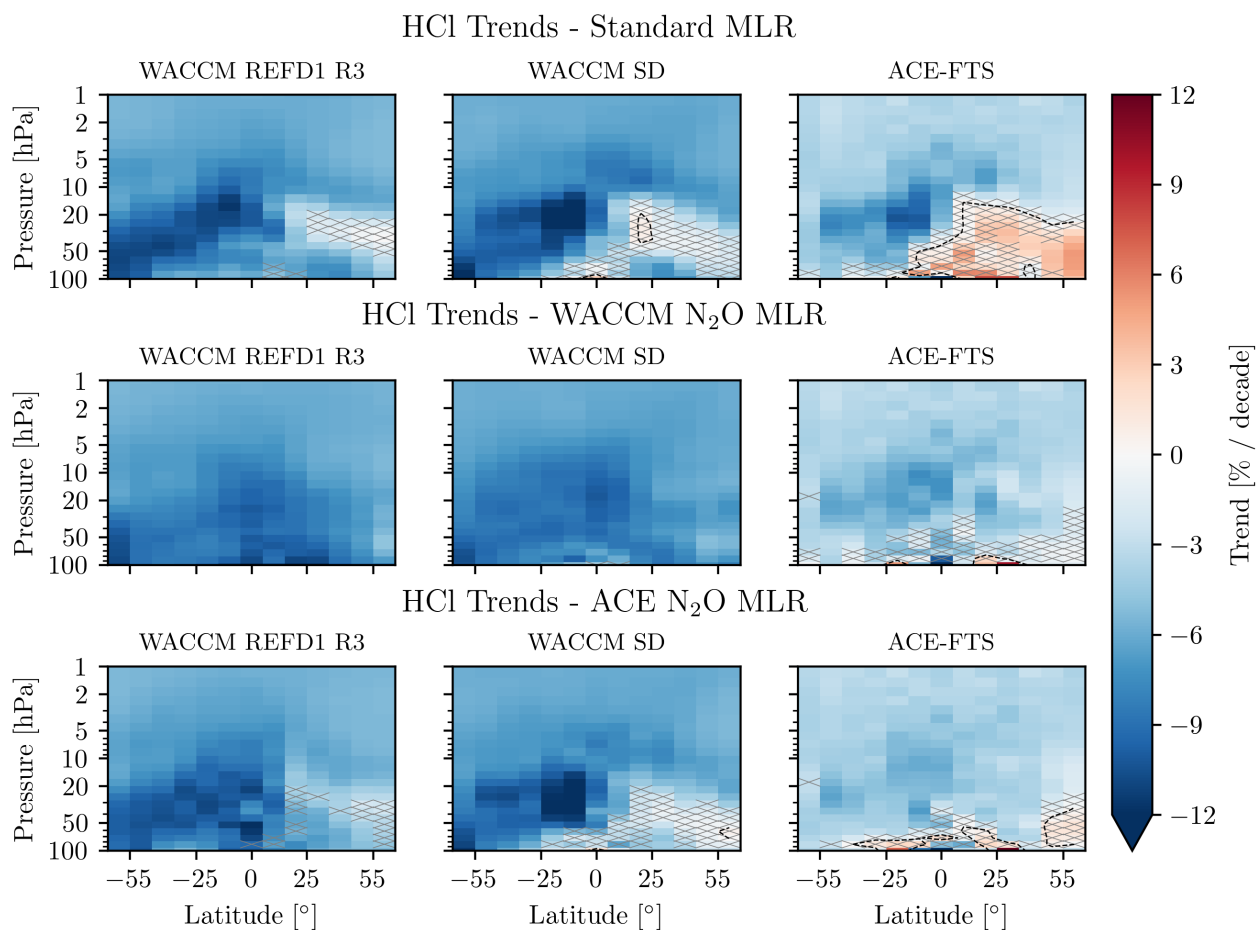 HCl Trends - Standard MLR
WACCM REFD1 R3
WACCM SD
ACE-FTS
Pressure [hPa]
1
2
5
10
20
50
100
HCl Trends - WACCM N₂O MLR
WACCM REFD1 R3
WACCM SD
ACE-FTS
Pressure [hPa]
1
2
5
10
20
50
100
HCl Trends - ACE N₂O MLR
WACCM REFD1 R3
WACCM SD
ACE-FTS
Pressure [hPa]
1
2
5
10
20
50
100
−55 −25 0 25 55
Latitude [°]
−55 −25 0 25 55
Latitude [°]
−55 −25 0 25 55
Latitude [°]
12
9
6
3
0
−3
−6
−9
−12
Trend [% / decade]